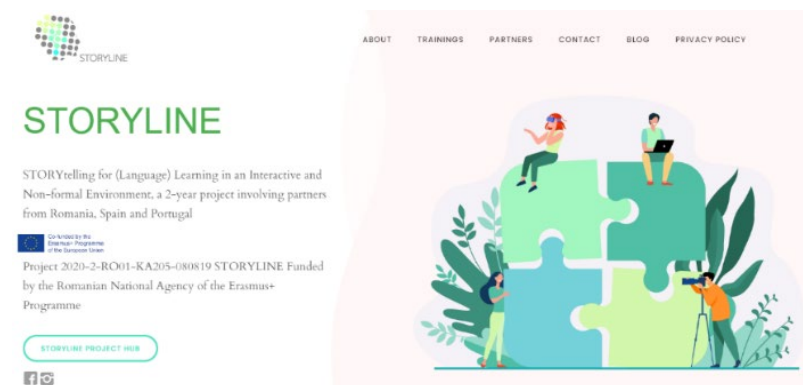 STORYLINE
ABOUT TRAININGS PARTNERS CONTACT BLOG PRIVACY POLICY
STORYLINE
STORYtelling for (Language) Learning in an Interactive and
Non-formal Environment, a 2-year project involving partners
from Romania, Spain and Portugal
Co-funded by the
Erasmus+ Programme
of the European Union
Project 2020-2-RO01-KA205-080819 STORYLINE Funded
by the Romanian National Agency of the Erasmus+
Programme
STORYLINE PROJECT HUB